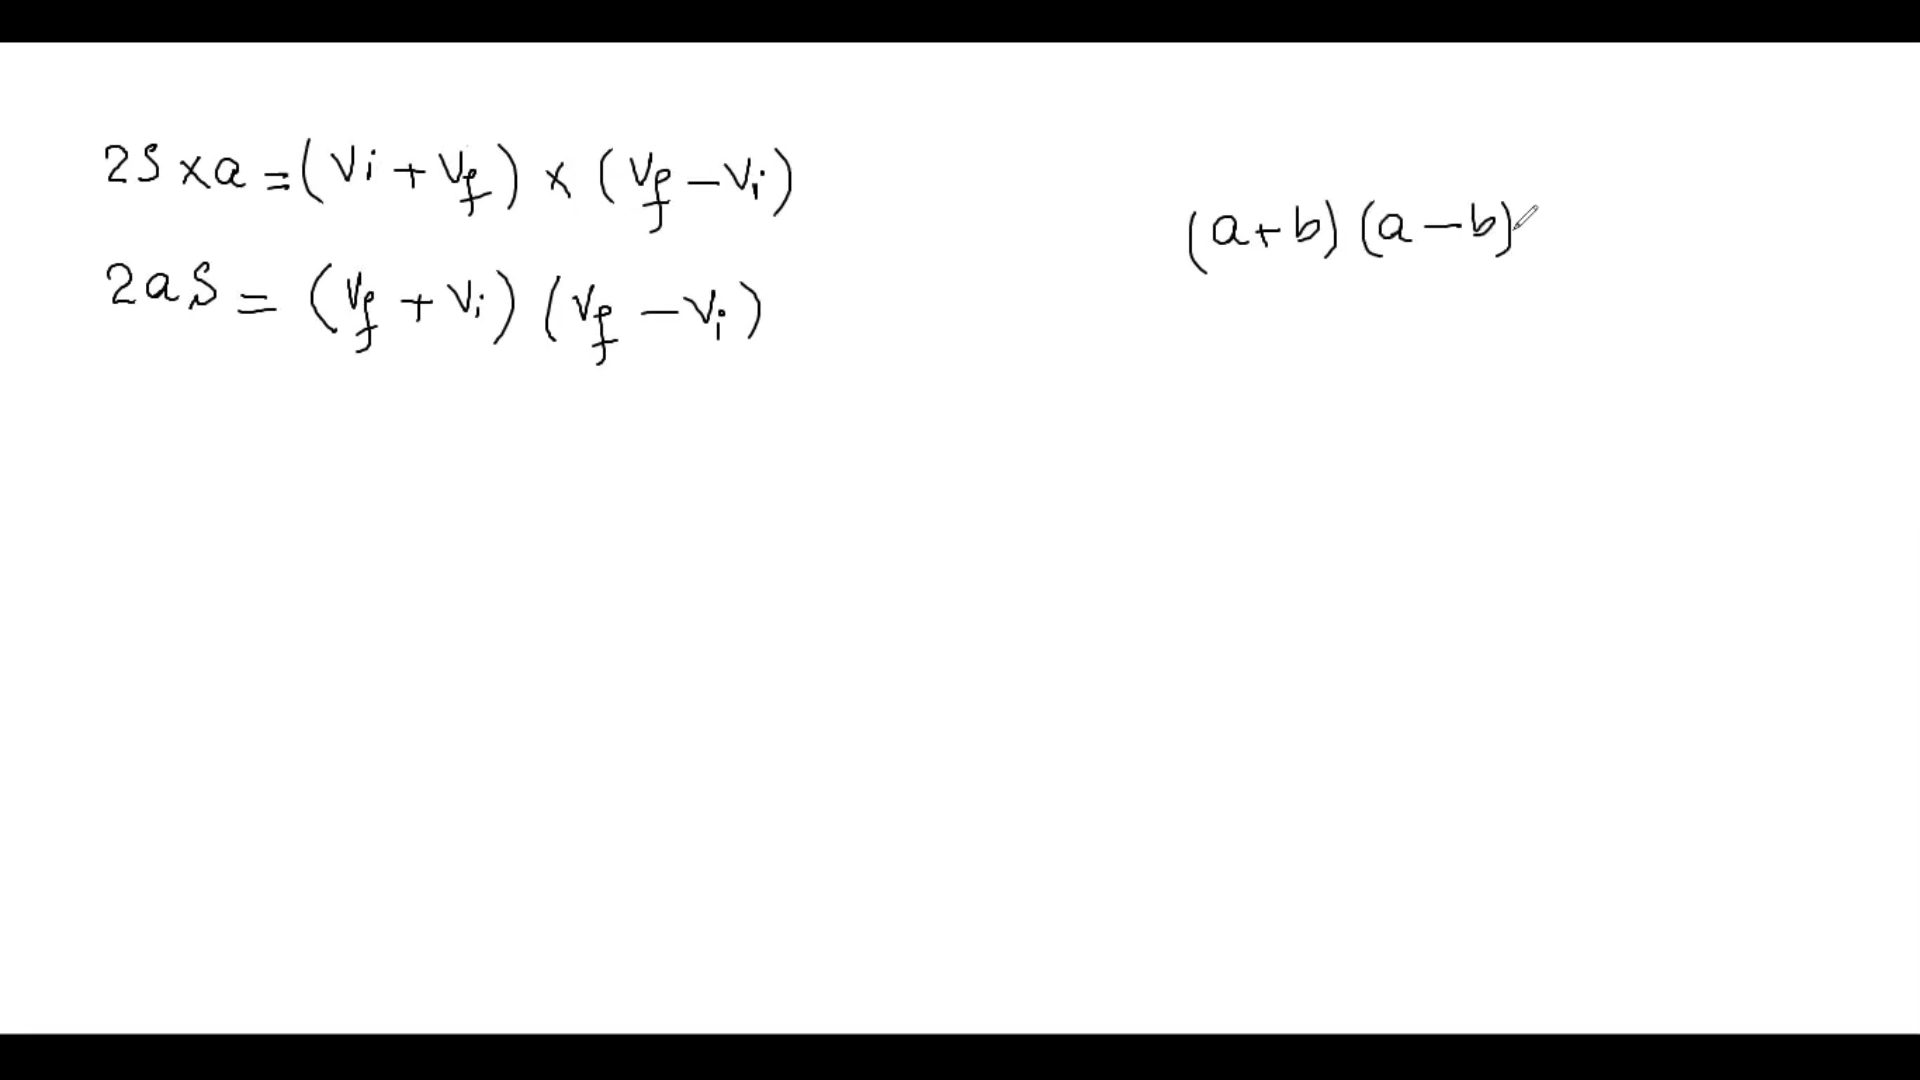 2S × a = (Vi + Vf) × (Vf − Vi)
2aS = (Vf + Vi) (Vf − Vi)
(a+b) (a−b)